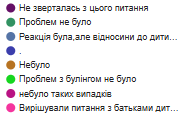 Не зверталась з цього питання
Проблем не було
Реакція була,але відносини до дити…
.
Небуло
Проблем з булінгом не було
небуло таких випадків
Вирішували питання з батьками дит…